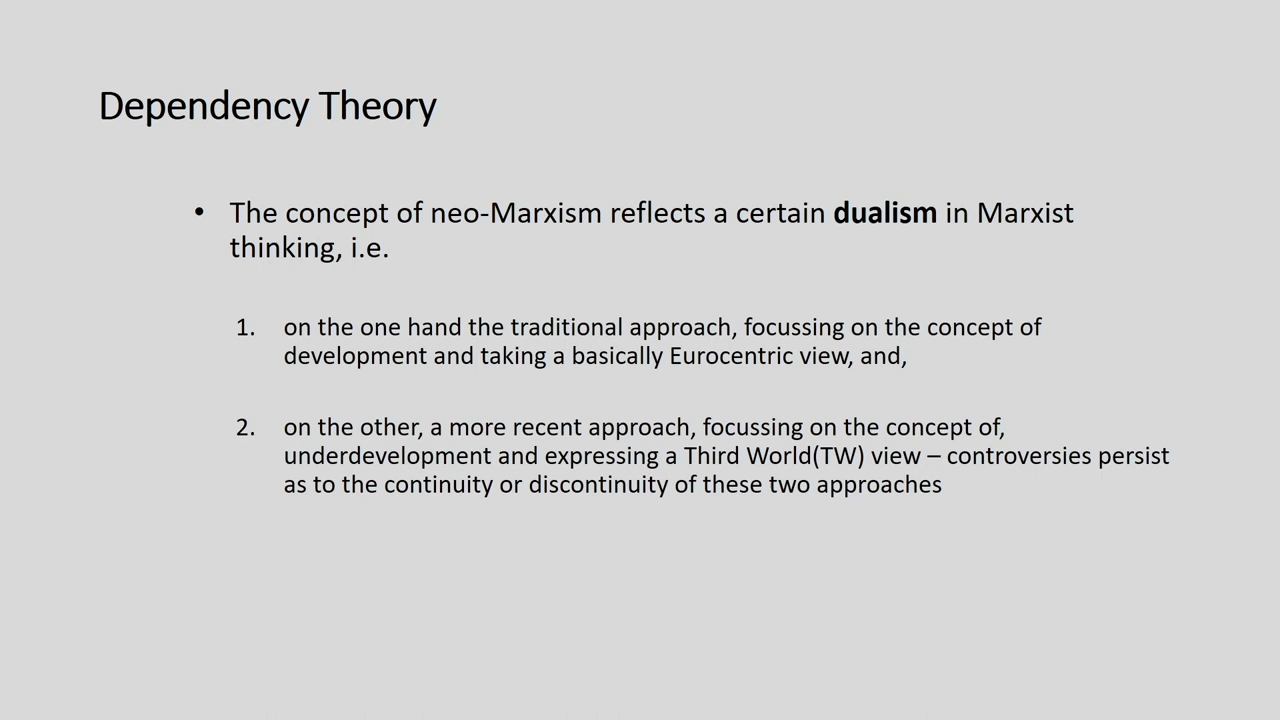 Dependency Theory
• The concept of neo-Marxism reflects a certain dualism in Marxist
thinking, i.e.
1. on the one hand the traditional approach, focussing on the concept of
development and taking a basically Eurocentric view, and,
2. on the other, a more recent approach, focussing on the concept of,
underdevelopment and expressing a Third World(TW) view – controversies persist
as to the continuity or discontinuity of these two approaches